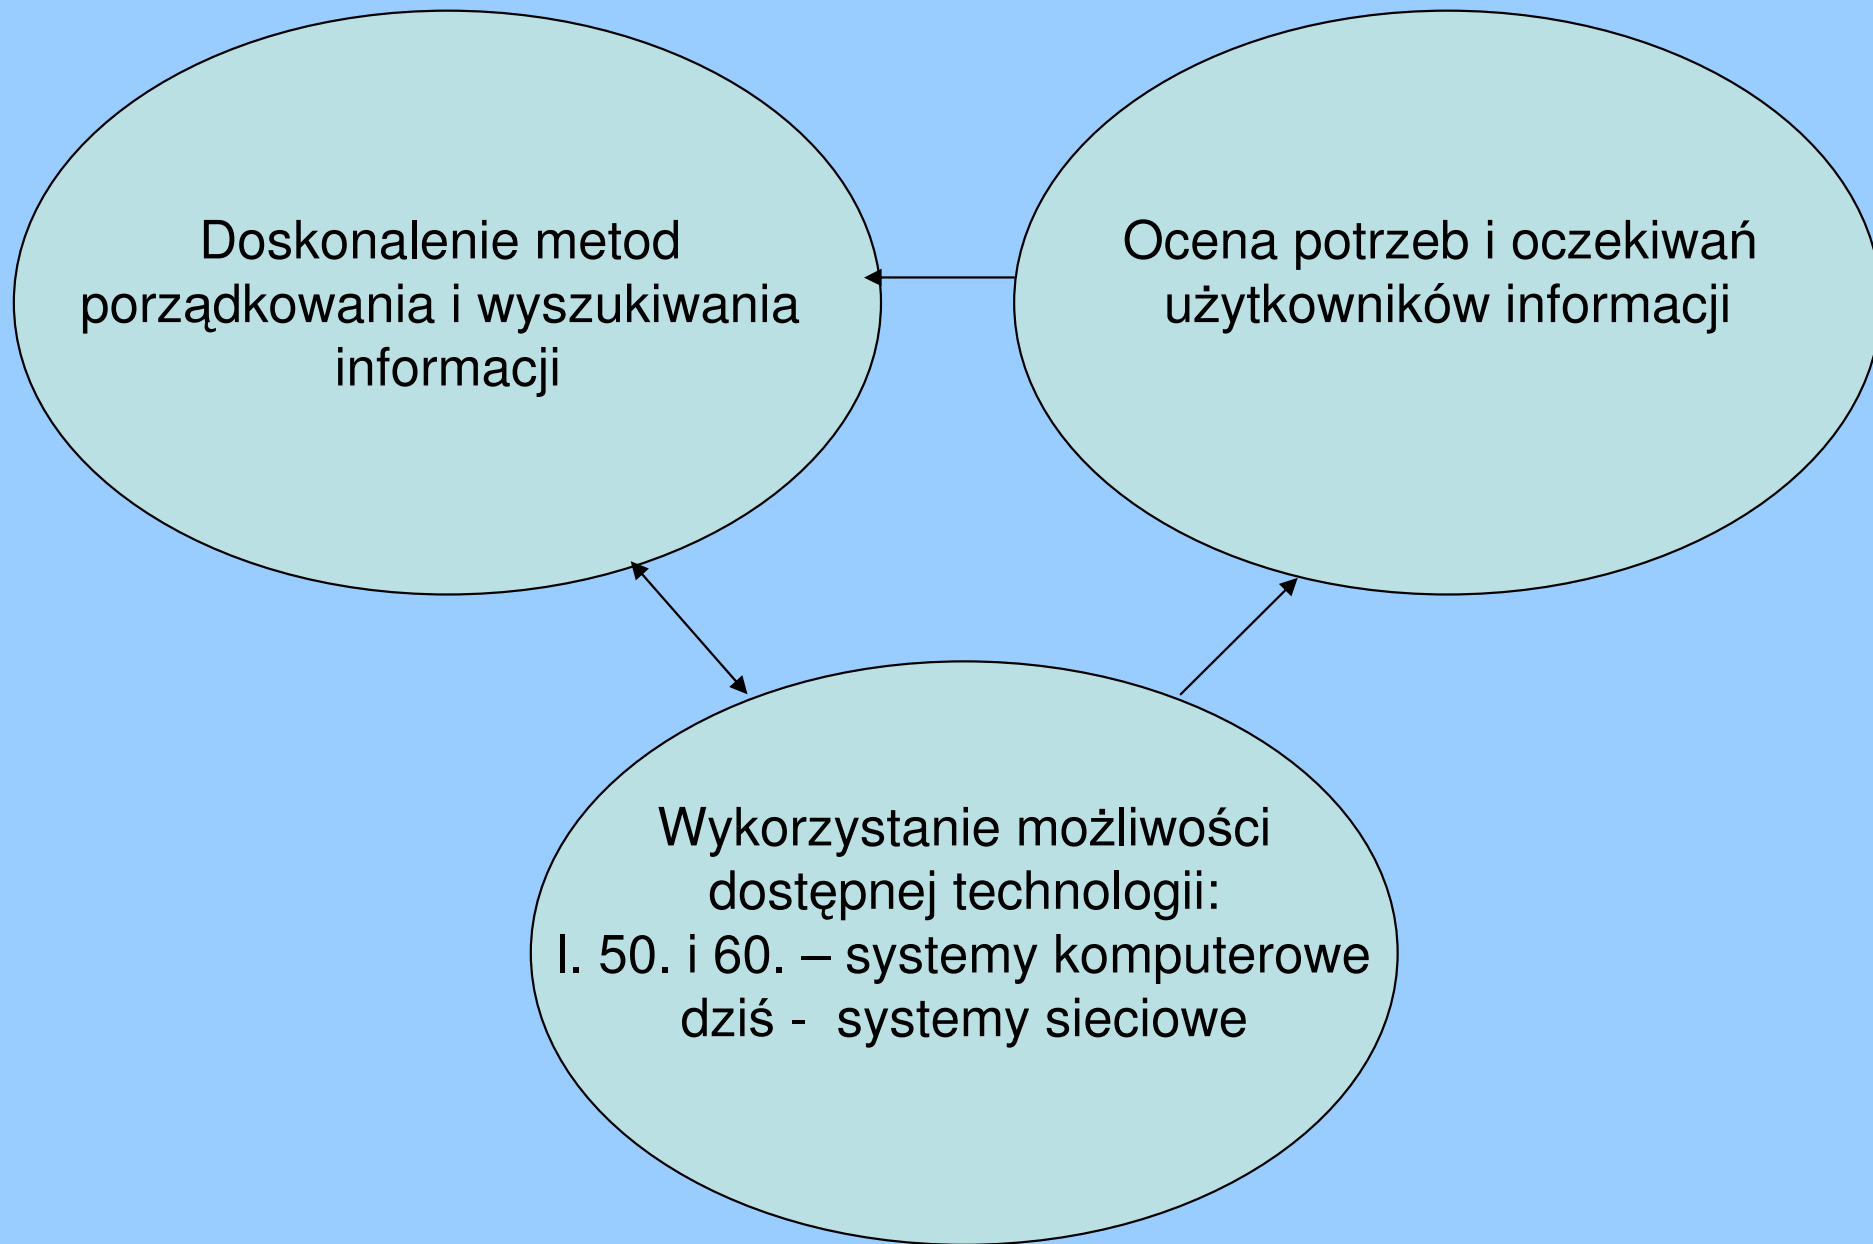 Doskonalenie metod
porządkowania i wyszukiwania
informacji
Ocena potrzeb i oczekiwań
użytkowników informacji
Wykorzystanie możliwości
dostępnej technologii:
l. 50. i 60. – systemy komputerowe
dziś - systemy sieciowe